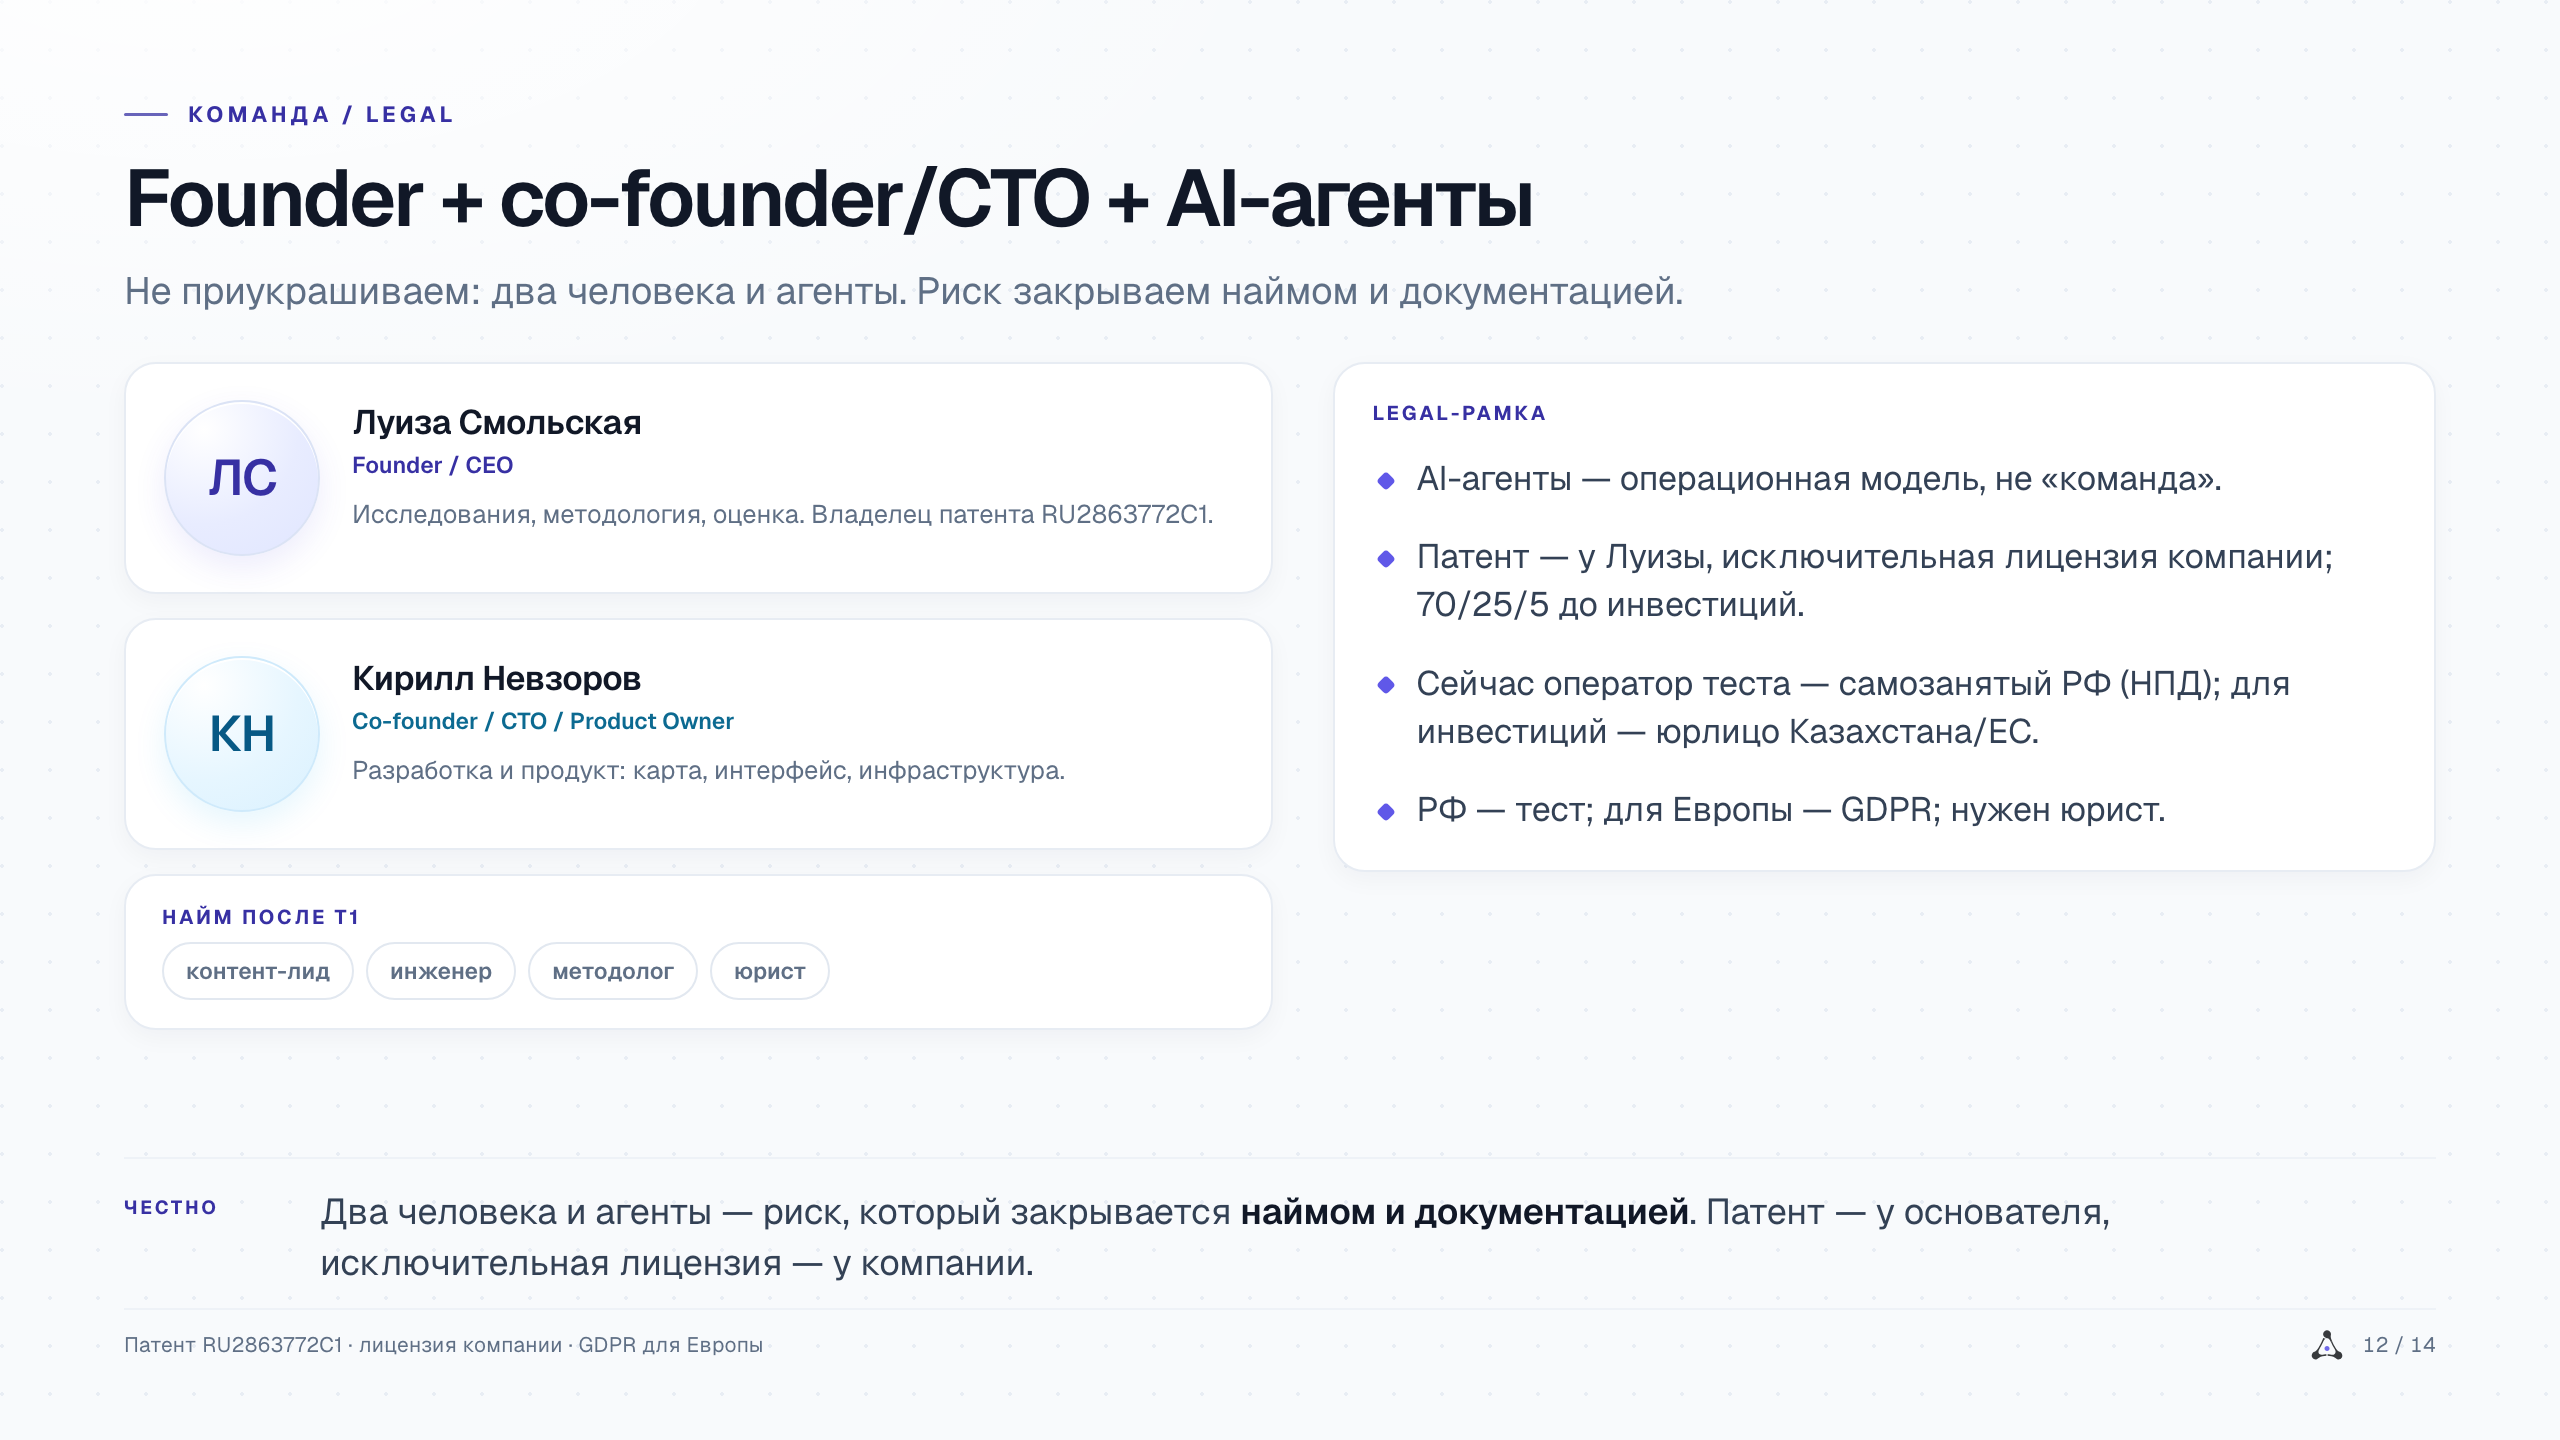 КОМАНДА / LEGAL
Founder + co-founder/CTO + AI-агенты
Не приукрашиваем: два человека и агенты. Риск закрываем наймом и документацией.
ЛС
Луиза Смольская
Founder / CEO
Исследования, методология, оценка. Владелец патента RU2863772C1.
КН
Кирилл Невзоров
Co-founder / CTO / Product Owner
Разработка и продукт: карта, интерфейс, инфраструктура.
НАЙМ ПОСЛЕ Т1
контент-лид
инженер
методолог
юрист
LEGAL-РАМКА
AI-агенты — операционная модель, не «команда».
Патент — у Луизы, исключительная лицензия компании;
70/25/5 до инвестиций.
Сейчас оператор теста — самозанятый РФ (НПД); для
инвестиций — юрлицо Казахстана/ЕС.
РФ — тест; для Европы — GDPR; нужен юрист.
ЧЕСТНО
Два человека и агенты — риск, который закрывается наймом и документацией. Патент — у основателя,
исключительная лицензия — у компании.
Патент RU2863772C1 · лицензия компании · GDPR для Европы
12 / 14